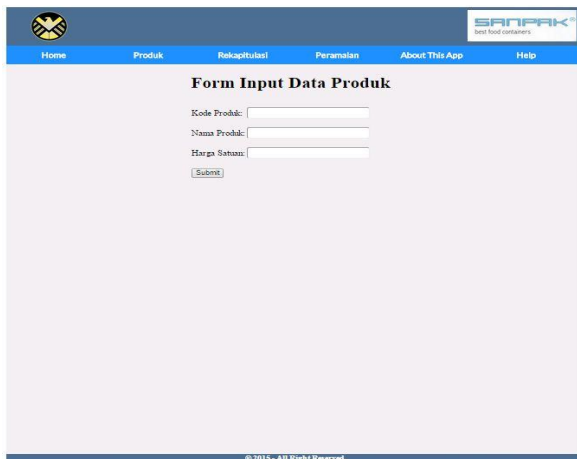 SANPAK®
best food containers
Home Produk Rekapitulasi Peramalan About This App Help
Form Input Data Produk
Kode Produk:
Nama Produk:
Harga Satuan:
Submit
© 2015 - All Right Reserved